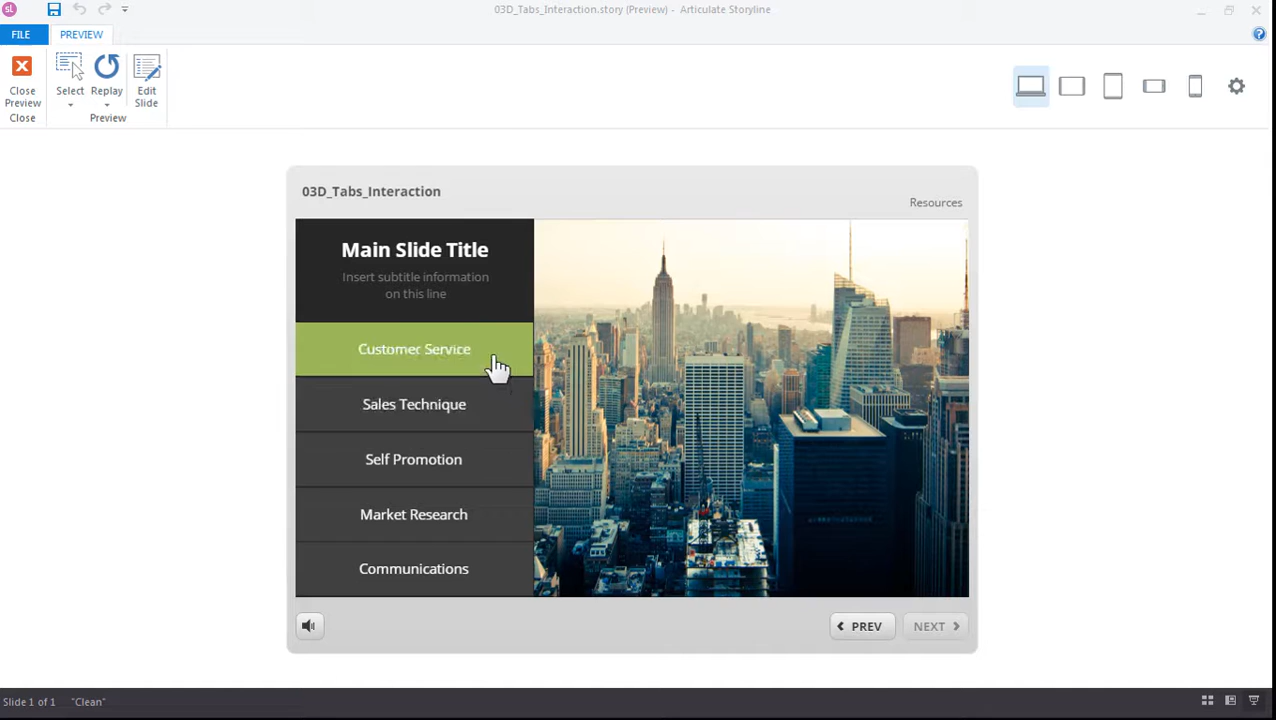 sL
03D_Tabs_Interaction.story (Preview) - Articulate Storyline
FILE
PREVIEW
?
Close
Preview
Select
Replay
Edit
Slide
Close
Preview
03D_Tabs_Interaction
Resources
Main Slide Title
Insert subtitle information
on this line
Customer Service
Sales Technique
Self Promotion
Market Research
Communications
PREV
NEXT
Slide 1 of 1
"Clean"